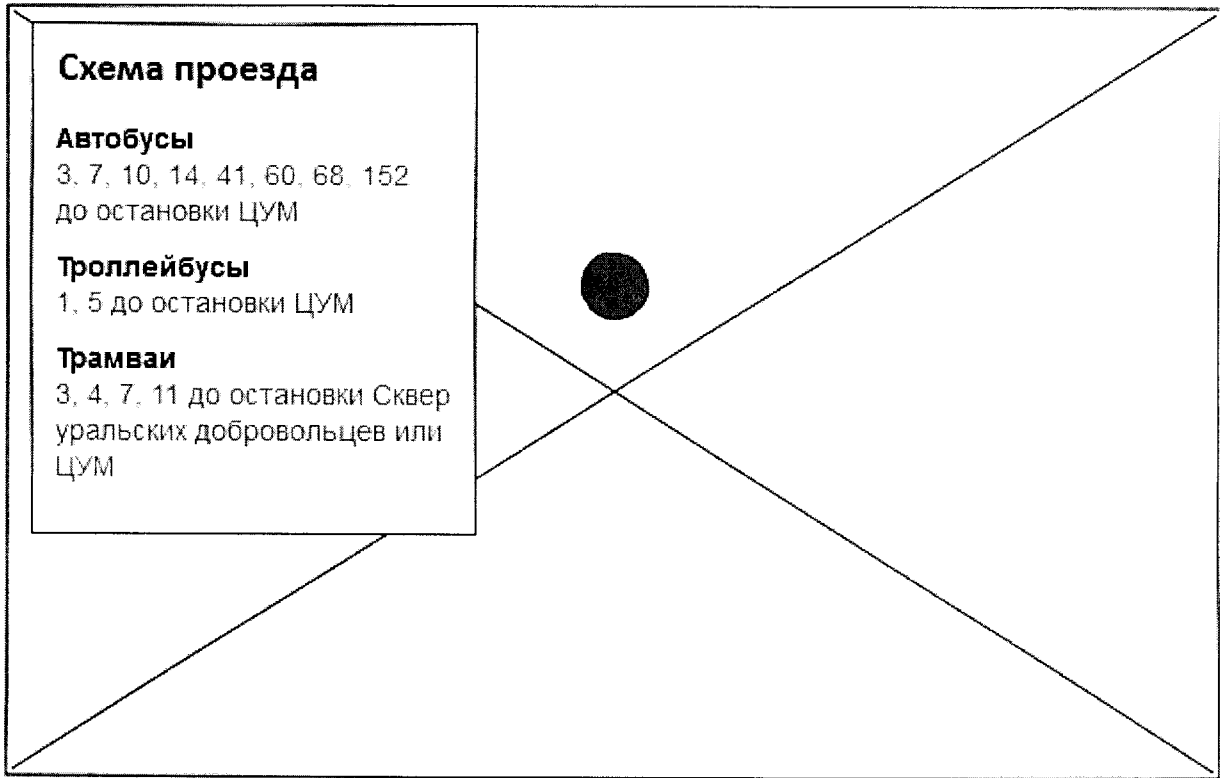 Схема проезда
Автобусы
3, 7, 10, 14, 41, 60, 68, 152
до остановки ЦУМ
Троллейбусы
1, 5 до остановки ЦУМ
Трамваи
3, 4, 7, 11 до остановки Сквер
уральских добровольцев или
ЦУМ